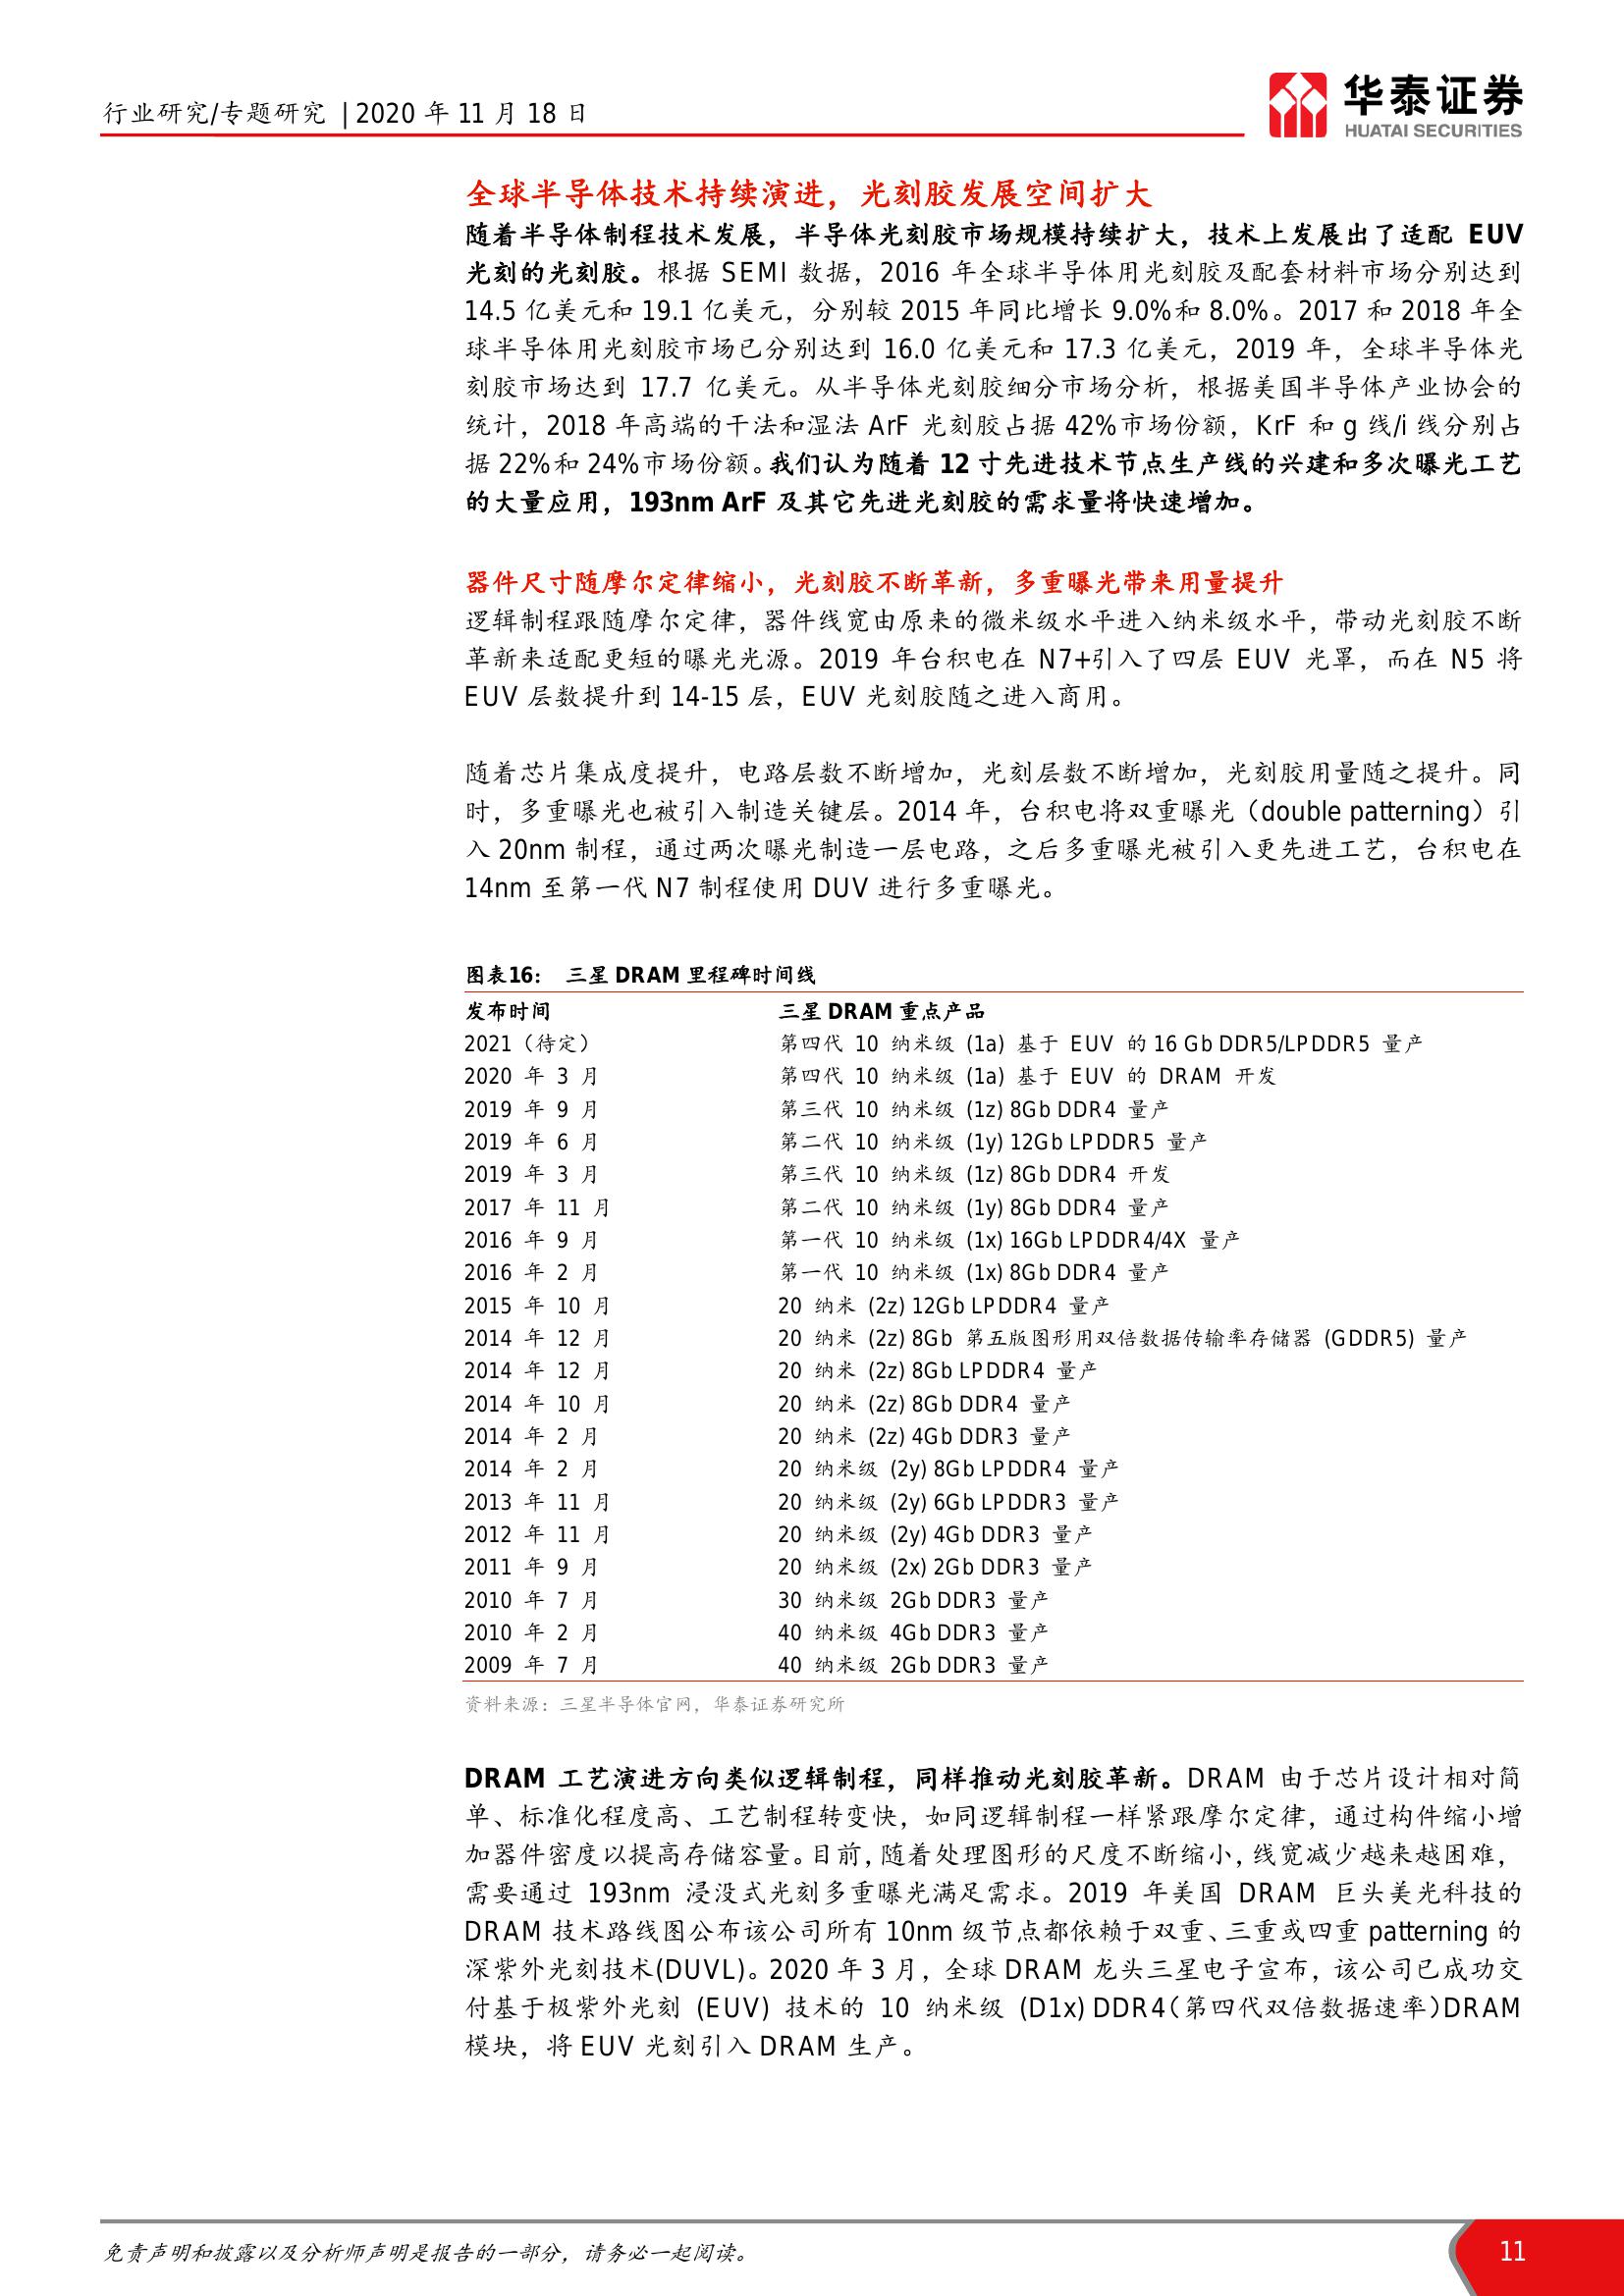 行业研究/专题研究 | 2020 年 11 月 18 日
华泰证券
HUATAI SECURITIES
全球半导体技术持续演进，光刻胶发展空间扩大
随着半导体制程技术发展，半导体光刻胶市场规模持续扩大，技术上发展出了适配 EUV
光刻的光刻胶。根据 SEMI 数据，2016 年全球半导体用光刻胶及配套材料市场分别达到
14.5 亿美元和 19.1 亿美元，分别较 2015 年同比增长 9.0%和 8.0%。2017 和 2018 年全
球半导体用光刻胶市场已分别达到 16.0 亿美元和 17.3 亿美元，2019 年，全球半导体光
刻胶市场达到 17.7 亿美元。从半导体光刻胶细分市场分析，根据美国半导体产业协会的
统计，2018 年高端的干法和湿法 ArF 光刻胶占据 42%市场份额，KrF 和 g 线/i 线分别占
据 22%和 24%市场份额。我们认为随着 12 寸先进技术节点生产线的兴建和多次曝光工艺
的大量应用，193nm ArF 及其它先进光刻胶的需求量将快速增加。
器件尺寸随摩尔定律缩小，光刻胶不断革新，多重曝光带来用量提升
逻辑制程跟随摩尔定律，器件线宽由原来的微米级水平进入纳米级水平，带动光刻胶不断
革新来适配更短的曝光光源。2019 年台积电在 N7+引入了四层 EUV 光罩，而在 N5 将
EUV 层数提升到 14-15 层，EUV 光刻胶随之进入商用。
随着芯片集成度提升，电路层数不断增加，光刻层数不断增加，光刻胶用量随之提升。同
时，多重曝光也被引入制造关键层。2014 年，台积电将双重曝光（double patterning）引
入 20nm 制程，通过两次曝光制造一层电路，之后多重曝光被引入更先进工艺，台积电在
14nm 至第一代 N7 制程使用 DUV 进行多重曝光。
图表16： 三星 DRAM 里程碑时间线
发布时间 三星 DRAM 重点产品
2021（待定） 第四代 10 纳米级 (1a) 基于 EUV 的 16 Gb DDR5/LPDDR5 量产
2020 年 3 月 第四代 10 纳米级 (1a) 基于 EUV 的 DRAM 开发
2019 年 9 月 第三代 10 纳米级 (1z) 8Gb DDR4 量产
2019 年 6 月 第二代 10 纳米级 (1y) 12Gb LPDDR5 量产
2019 年 3 月 第三代 10 纳米级 (1z) 8Gb DDR4 开发
2017 年 11 月 第二代 10 纳米级 (1y) 8Gb DDR4 量产
2016 年 9 月 第一代 10 纳米级 (1x) 16Gb LPDDR4/4X 量产
2016 年 2 月 第一代 10 纳米级 (1x) 8Gb DDR4 量产
2015 年 10 月 20 纳米 (2z) 12Gb LPDDR4 量产
2014 年 12 月 20 纳米 (2z) 8Gb 第五版图形用双倍数据传输率存储器 (GDDR5) 量产
2014 年 12 月 20 纳米 (2z) 8Gb LPDDR4 量产
2014 年 10 月 20 纳米 (2z) 8Gb DDR4 量产
2014 年 2 月 20 纳米 (2z) 4Gb DDR3 量产
2014 年 2 月 20 纳米级 (2y) 8Gb LPDDR4 量产
2013 年 11 月 20 纳米级 (2y) 6Gb LPDDR3 量产
2012 年 11 月 20 纳米级 (2y) 4Gb DDR3 量产
2011 年 9 月 20 纳米级 (2x) 2Gb DDR3 量产
2010 年 7 月 30 纳米级 2Gb DDR3 量产
2010 年 2 月 40 纳米级 4Gb DDR3 量产
2009 年 7 月 40 纳米级 2Gb DDR3 量产
资料来源：三星半导体官网，华泰证券研究所
DRAM 工艺演进方向类似逻辑制程，同样推动光刻胶革新。DRAM 由于芯片设计相对简
单、标准化程度高、工艺制程转变快，如同逻辑制程一样紧跟摩尔定律，通过构件缩小增
加器件密度以提高存储容量。目前，随着处理图形的尺度不断缩小，线宽减少越来越困难，
需要通过 193nm 浸没式光刻多重曝光满足需求。2019 年美国 DRAM 巨头美光科技的
DRAM 技术路线图公布该公司所有 10nm 级节点都依赖于双重、三重或四重 patterning 的
深紫外光刻技术(DUVL)。2020 年 3 月，全球 DRAM 龙头三星电子宣布，该公司已成功交
付基于极紫外光刻 (EUV) 技术的 10 纳米级 (D1x) DDR4（第四代双倍数据速率）DRAM
模块，将 EUV 光刻引入 DRAM 生产。
免责声明和披露以及分析师声明是报告的一部分，请务必一起阅读。
11